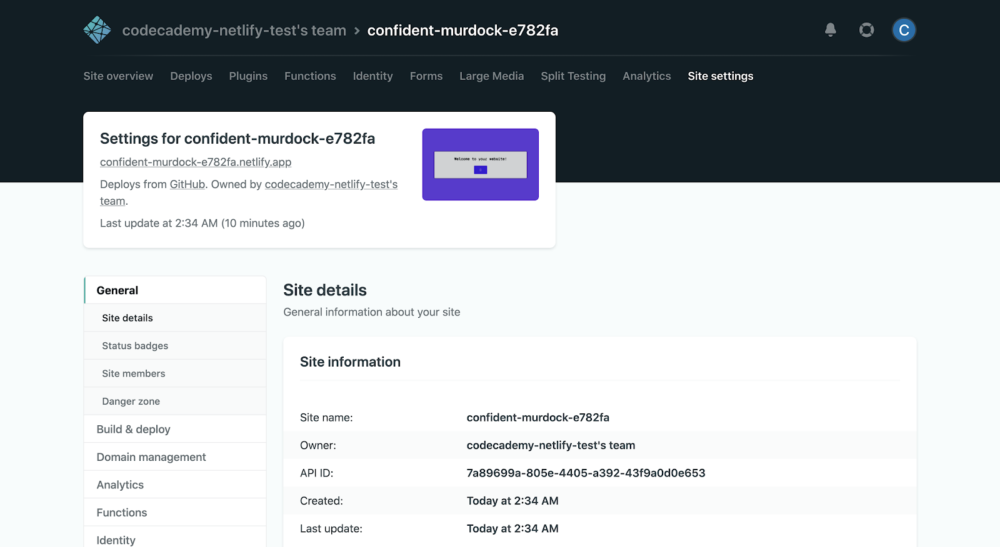 codecademy-netlify-test's team > confident-murdock-e782fa
C
Site overview Deploys Plugins Functions Identity Forms Large Media Split Testing Analytics Site settings
Settings for confident-murdock-e782fa
confident-murdock-e782fa.netlify.app
Deploys from GitHub. Owned by codecademy-netlify-test's
team.
Last update at 2:34 AM (10 minutes ago)
Welcome to your website!
General
Site details
Status badges
Site members
Danger zone
Build & deploy
Domain management
Analytics
Functions
Identity
Site details
General information about your site
Site information
Site name: confident-murdock-e782fa
Owner: codecademy-netlify-test's team
API ID: 7a89699a-805e-4405-a392-43f9a0d0e653
Created: Today at 2:34 AM
Last update: Today at 2:34 AM